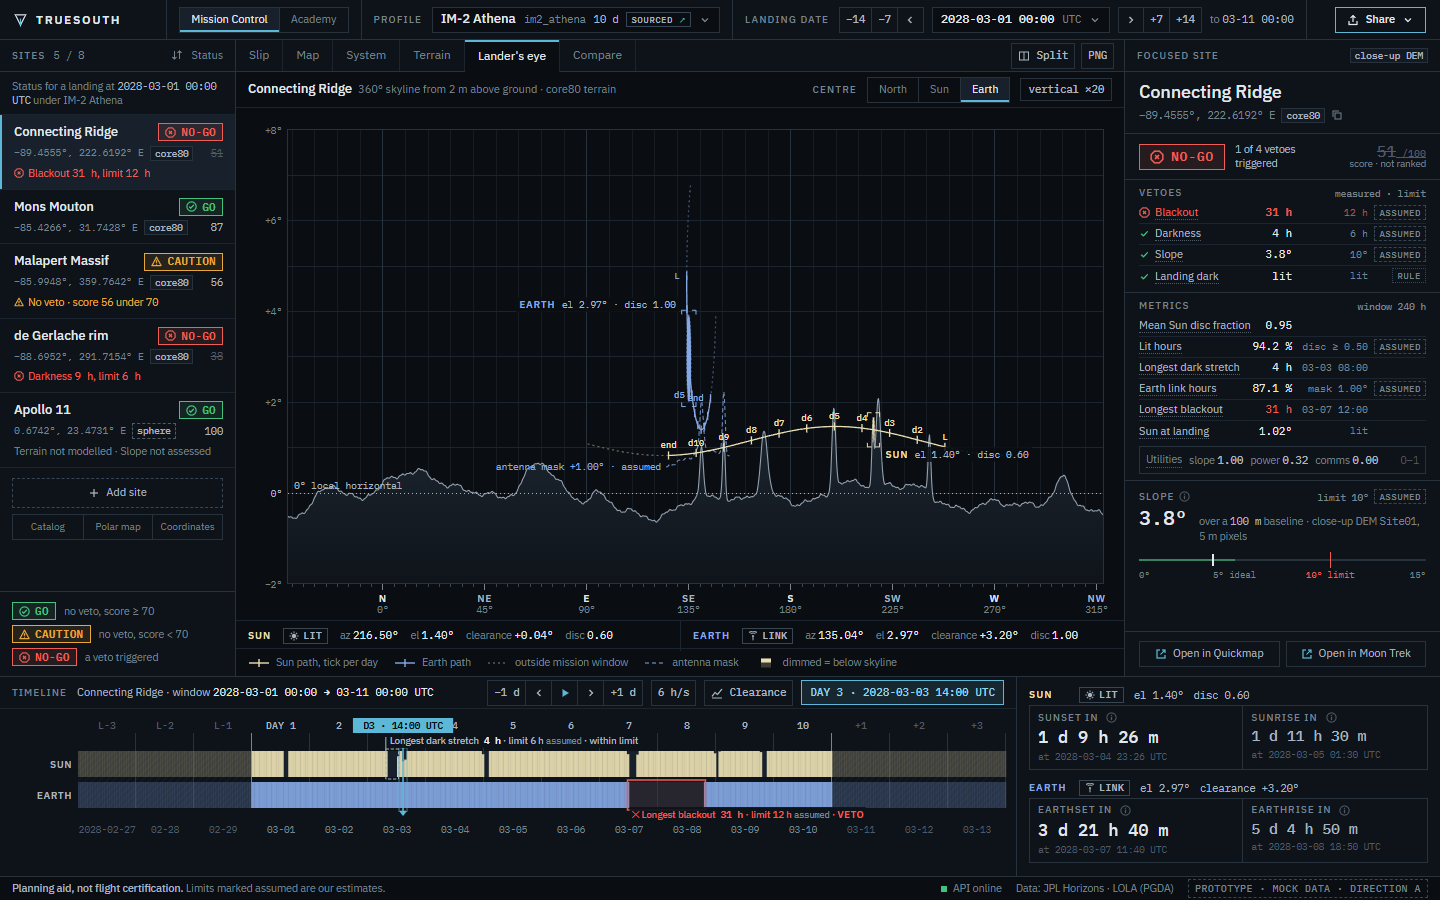 TRUESOUTH
Mission Control Academy
PROFILE IM-2 Athena im2_athena 10 d SOURCED ↗
LANDING DATE −14 −7 ‹ 2028-03-01 00:00 UTC › +7 +14 to 03-11 00:00
Share
SITES 5 / 8 Status
Status for a landing at 2028-03-01 00:00
UTC under IM-2 Athena
Connecting Ridge NO-GO
−89.4555°, 222.6192° E core80 51
Blackout 31 h, limit 12 h
Mons Mouton GO
−85.4266°, 31.7428° E core80 87
Malapert Massif CAUTION
−85.9948°, 359.7642° E core80 56
No veto · score 56 under 70
de Gerlache rim NO-GO
−88.6952°, 291.7154° E core80 38
Darkness 9 h, limit 6 h
Apollo 11 GO
0.6742°, 23.4731° E sphere 100
Terrain not modelled · Slope not assessed
+ Add site
Catalog Polar map Coordinates
GO no veto, score ≥ 70
CAUTION no veto, score < 70
NO-GO a veto triggered
Slip Map System Terrain Lander's eye Compare
Split PNG
Connecting Ridge 360° skyline from 2 m above ground · core80 terrain
CENTRE North Sun Earth vertical ×20
+8°
+6°
+4°
+2°
0°
−2°
L
EARTH el 2.97° · disc 1.00
d5 end
end d10 d9 d8 d7 d6 d5 d4 d3 d2 L
SUN el 1.40° · disc 0.60
antenna mask +1.00° · assumed
0° local horizontal
N NE E SE S SW W NW
0° 45° 90° 135° 180° 225° 270° 315°
SUN LIT az 216.50° el 1.40° clearance +0.04° disc 0.60
EARTH LINK az 135.04° el 2.97° clearance +3.20° disc 1.00
Sun path, tick per day Earth path outside mission window antenna mask dimmed = below skyline
FOCUSED SITE close-up DEM
Connecting Ridge
−89.4555°, 222.6192° E core80
NO-GO 1 of 4 vetoes
triggered
51 /100
score · not ranked
VETOES measured · limit
Blackout 31 h 12 h ASSUMED
Darkness 4 h 6 h ASSUMED
Slope 3.8° 10° ASSUMED
Landing dark lit lit RULE
METRICS window 240 h
Mean Sun disc fraction 0.95
Lit hours 94.2 % disc ≥ 0.50 ASSUMED
Longest dark stretch 4 h 03-03 08:00
Earth link hours 87.1 % mask 1.00° ASSUMED
Longest blackout 31 h 03-07 12:00
Sun at landing 1.02° lit
Utilities slope 1.00 power 0.32 comms 0.00 0–1
SLOPE limit 10° ASSUMED
3.8° over a 100 m baseline · close-up DEM Site01,
5 m pixels
0° 5° ideal 10° limit 15°
Open in Quickmap Open in Moon Trek
TIMELINE Connecting Ridge · window 2028-03-01 00:00 → 03-11 00:00 UTC
−1 d ‹ › +1 d 6 h/s Clearance DAY 3 · 2028-03-03 14:00 UTC
L-3 L-2 L-1 DAY 1 2 D3 · 14:00 UTC 4 5 6 7 8 9 10 +1 +2 +3
Longest dark stretch 4 h · limit 6 h assumed · within limit
SUN
EARTH
Longest blackout 31 h · limit 12 h assumed · VETO
2028-02-27 02-28 02-29 03-01 03-02 03-03 03-04 03-05 03-06 03-07 03-08 03-09 03-10 03-11 03-12 03-13
SUN LIT el 1.40° disc 0.60
SUNSET IN
1 d 9 h 26 m
at 2028-03-04 23:26 UTC
SUNRISE IN
1 d 11 h 30 m
at 2028-03-05 01:30 UTC
EARTH LINK el 2.97° clearance +3.20°
EARTHSET IN
3 d 21 h 40 m
at 2028-03-07 11:40 UTC
EARTHRISE IN
5 d 4 h 50 m
at 2028-03-08 18:50 UTC
Planning aid, not flight certification. Limits marked assumed are our estimates.
API online Data: JPL Horizons · LOLA (PGDA) PROTOTYPE · MOCK DATA · DIRECTION A